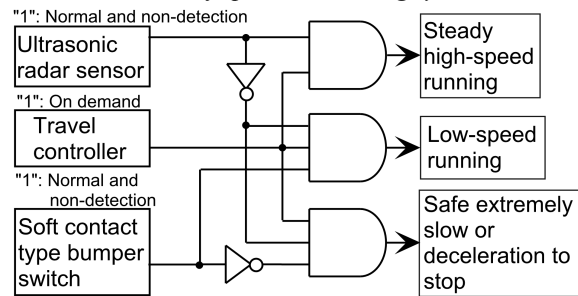 "1": Normal and non-detection
Ultrasonic
radar sensor
Steady
high-speed
running
"1": On demand
Travel
controller
Low-speed
running
"1": Normal and
non-detection
Soft contact
type bumper
switch
Safe extremely
slow or
deceleration to
stop